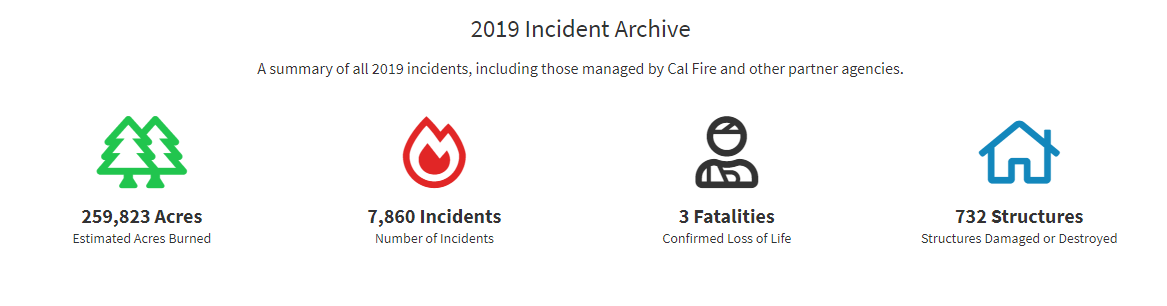 2019 Incident Archive
A summary of all 2019 incidents, including those managed by Cal Fire and other partner agencies.
259,823 Acres
Estimated Acres Burned
7,860 Incidents
Number of Incidents
3 Fatalities
Confirmed Loss of Life
732 Structures
Structures Damaged or Destroyed